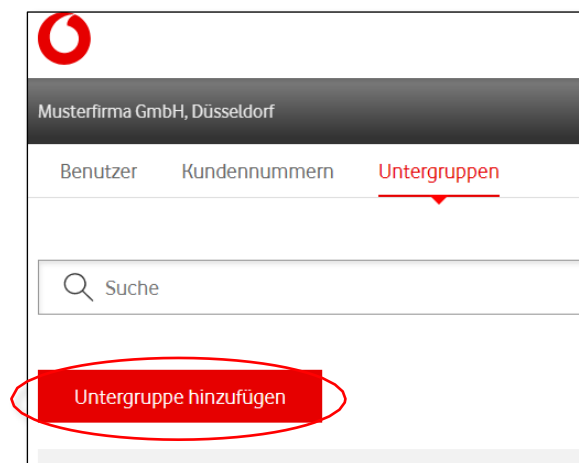 Musterfirma GmbH, Düsseldorf
Benutzer Kundennummern Untergruppen
Suche
Untergruppe hinzufügen